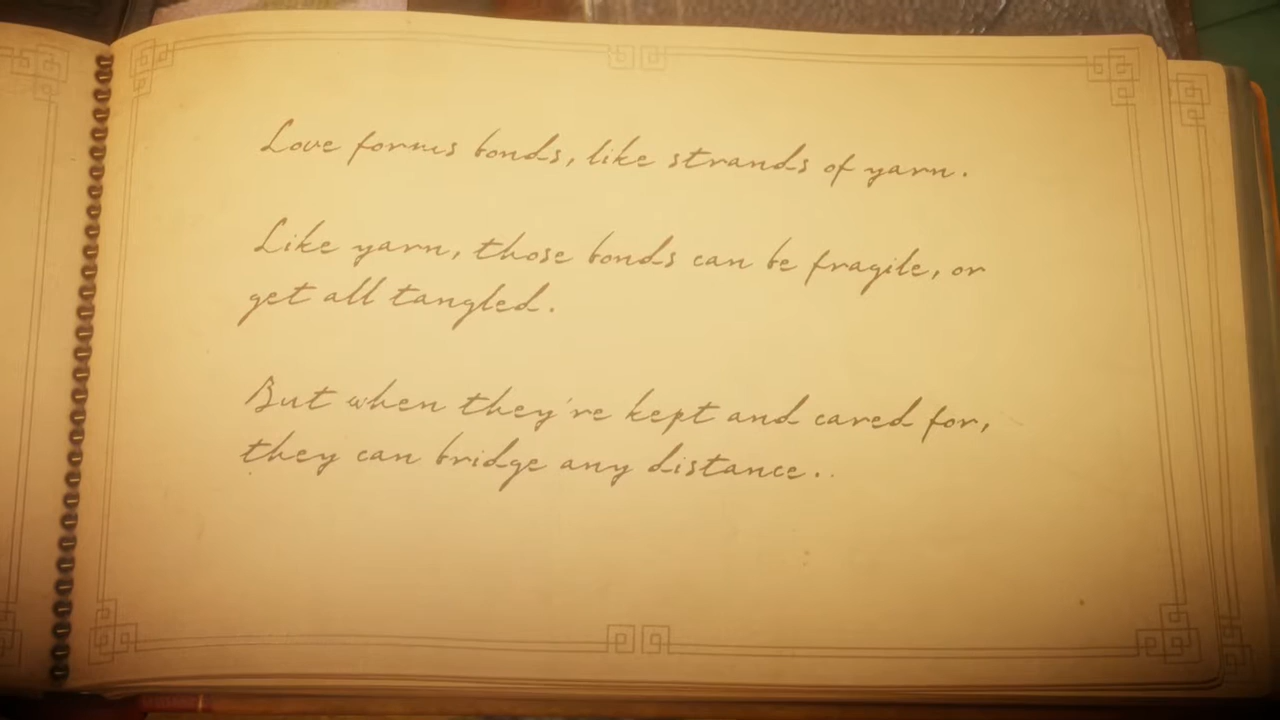 Love forms bonds, like strands of yarn.
Like yarn, those bonds can be fragile, or
get all tangled.
But when they're kept and cared for,
they can bridge any distance..